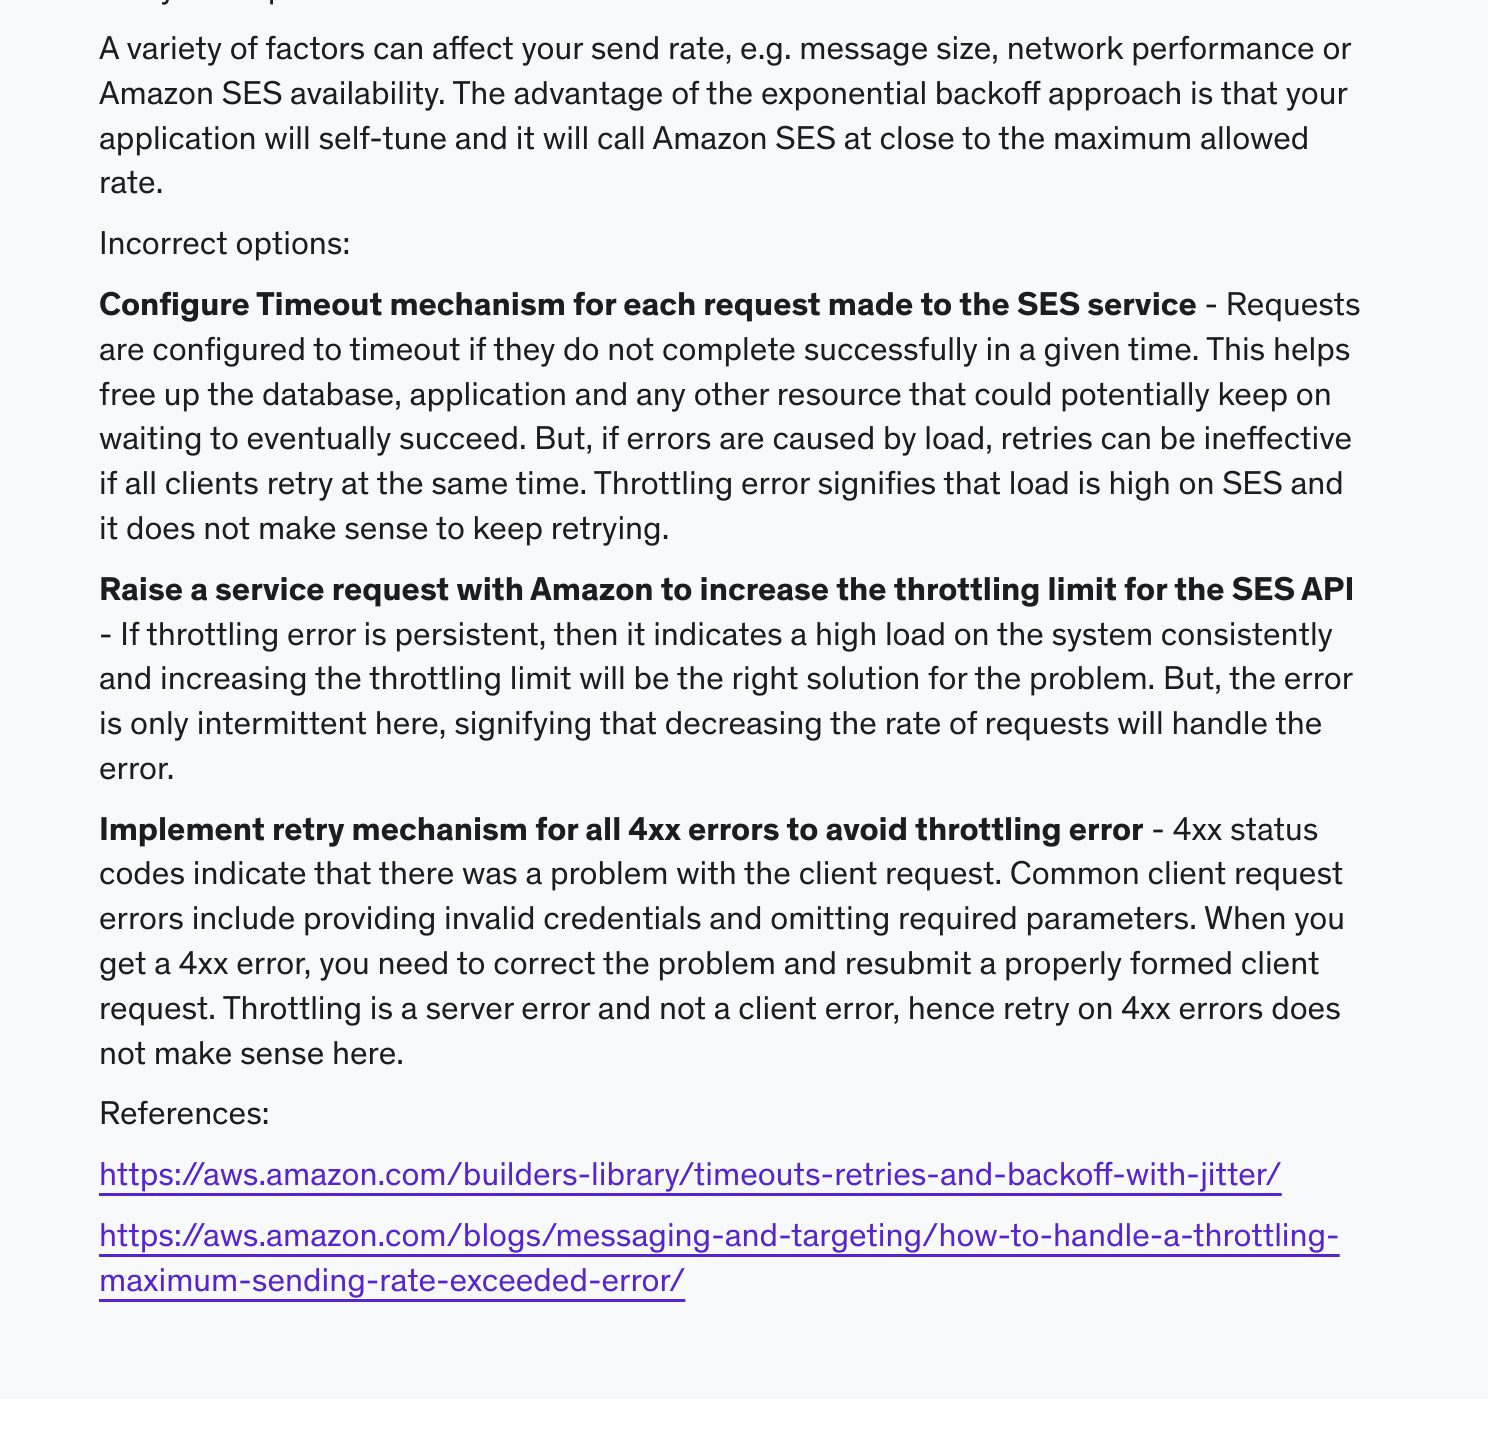 A variety of factors can affect your send rate, e.g. message size, network performance or
Amazon SES availability. The advantage of the exponential backoff approach is that your
application will self-tune and it will call Amazon SES at close to the maximum allowed
rate.
Incorrect options:
Configure Timeout mechanism for each request made to the SES service - Requests
are configured to timeout if they do not complete successfully in a given time. This helps
free up the database, application and any other resource that could potentially keep on
waiting to eventually succeed. But, if errors are caused by load, retries can be ineffective
if all clients retry at the same time. Throttling error signifies that load is high on SES and
it does not make sense to keep retrying.
Raise a service request with Amazon to increase the throttling limit for the SES API
- If throttling error is persistent, then it indicates a high load on the system consistently
and increasing the throttling limit will be the right solution for the problem. But, the error
is only intermittent here, signifying that decreasing the rate of requests will handle the
error.
Implement retry mechanism for all 4xx errors to avoid throttling error - 4xx status
codes indicate that there was a problem with the client request. Common client request
errors include providing invalid credentials and omitting required parameters. When you
get a 4xx error, you need to correct the problem and resubmit a properly formed client
request. Throttling is a server error and not a client error, hence retry on 4xx errors does
not make sense here.
References:
https://aws.amazon.com/builders-library/timeouts-retries-and-backoff-with-jitter/
https://aws.amazon.com/blogs/messaging-and-targeting/how-to-handle-a-throttling-
maximum-sending-rate-exceeded-error/